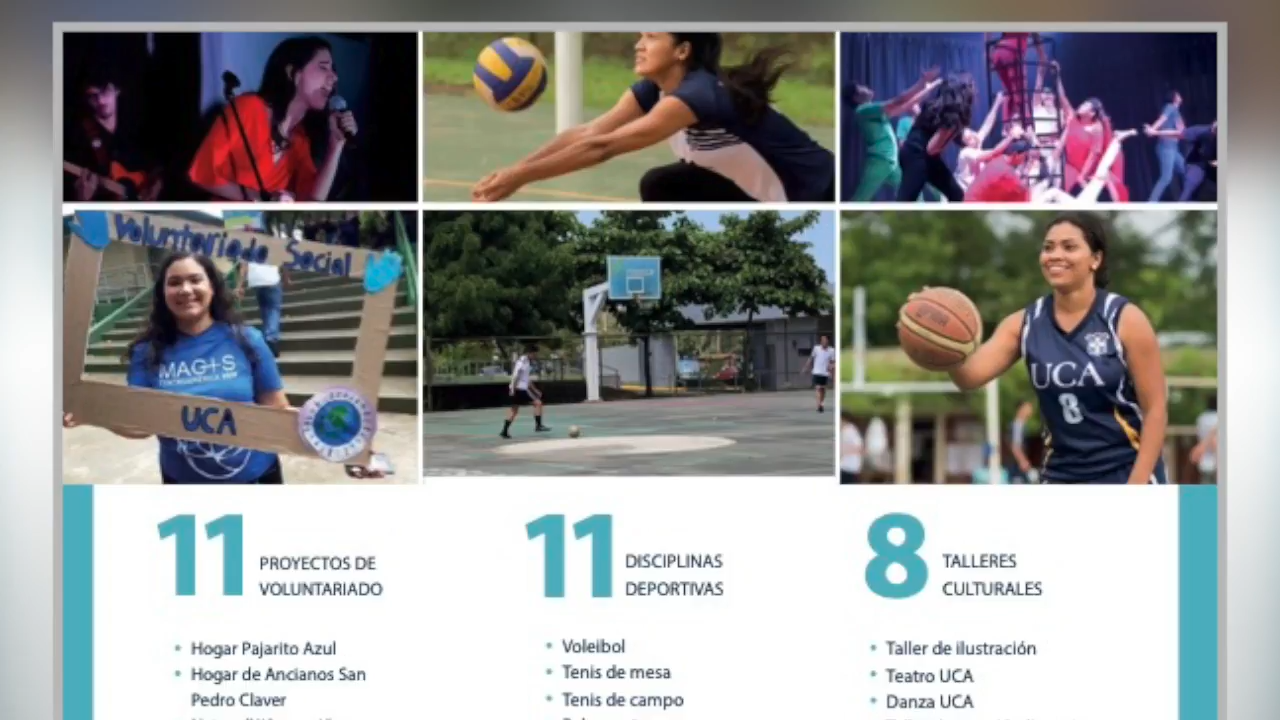 Voluntariado Social
MAG+S
UCA
UCA
8
11 PROYECTOS DE
VOLUNTARIADO
Hogar Pajarito Azul
Hogar de Ancianos San
Pedro Claver
11 DISCIPLINAS
DEPORTIVAS
Voleibol
Tenis de mesa
Tenis de campo
8 TALLERES
CULTURALES
Taller de ilustración
Teatro UCA
Danza UCA